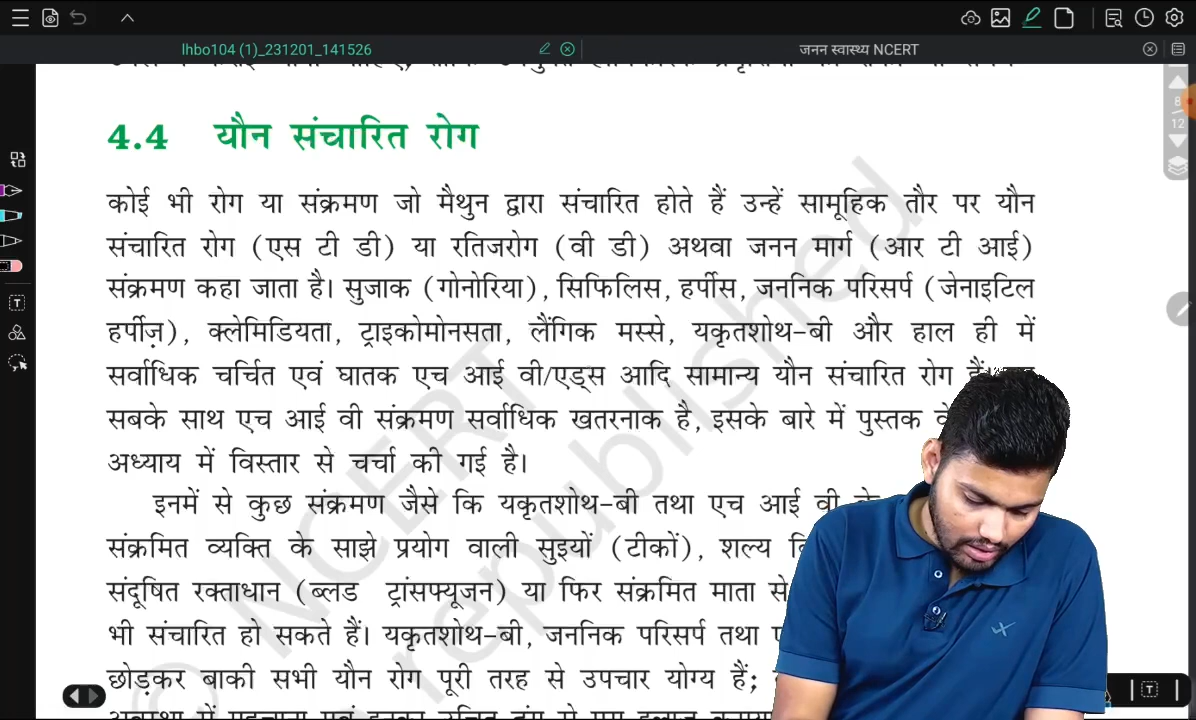 lhbo104 (1)_231201_141526
जनन स्वास्थ्य NCERT
4.4 यौन संचारित रोग
कोई भी रोग या संक्रमण जो मैथुन द्वारा संचारित होते हैं उन्हें सामूहिक तौर पर यौन
संचारित रोग (एस टी डी) या रतिजरोग (वी डी) अथवा जनन मार्ग (आर टी आई)
संक्रमण कहा जाता है। सुजाक (गोनोरिया), सिफिलिस, हर्पीस, जननिक परिसर्प (जेनाइटिल
हर्पीज़), क्लेमिडियता, ट्राइकोमोनसता, लैंगिक मस्से, यकृतशोथ-बी और हाल ही में
सर्वाधिक चर्चित एवं घातक एच आई वी/एड्स आदि सामान्य यौन संचारित रोग हैं।
सबके साथ एच आई वी संक्रमण सर्वाधिक खतरनाक है, इसके बारे में पुस्तक
अध्याय में विस्तार से चर्चा की गई है।
इनमें से कुछ संक्रमण जैसे कि यकृतशोथ-बी तथा एच आई वी
संक्रमित व्यक्ति के साझे प्रयोग वाली सुइयों (टीकों), शल्य
संदूषित रक्ताधान (ब्लड ट्रांसफ्यूजन) या फिर संक्रमित माता से
भी संचारित हो सकते हैं। यकृतशोथ-बी, जननिक परिसर्प तथा
छोड़कर बाकी सभी यौन रोग पूरी तरह से उपचार योग्य हैं;
8
12
© NCERT
republished